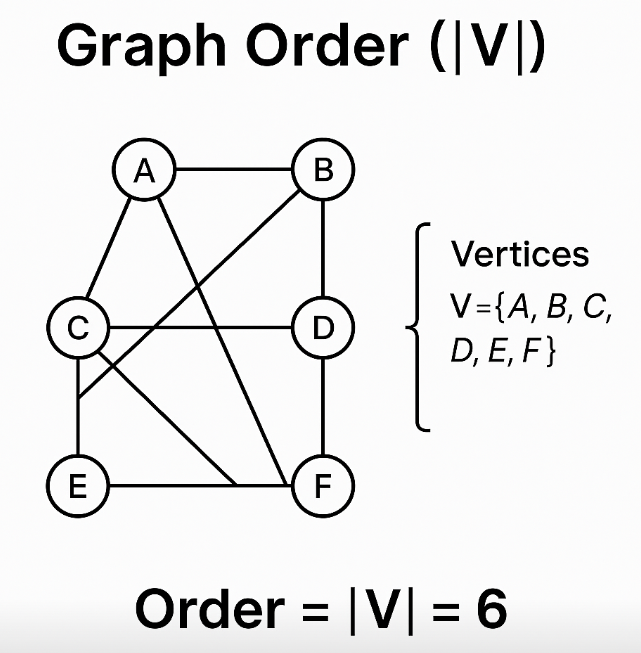 Graph Order (|V|)
A
B
C
D
E
F
Vertices
V={A, B, C,
D, E, F}
Order = |V| = 6